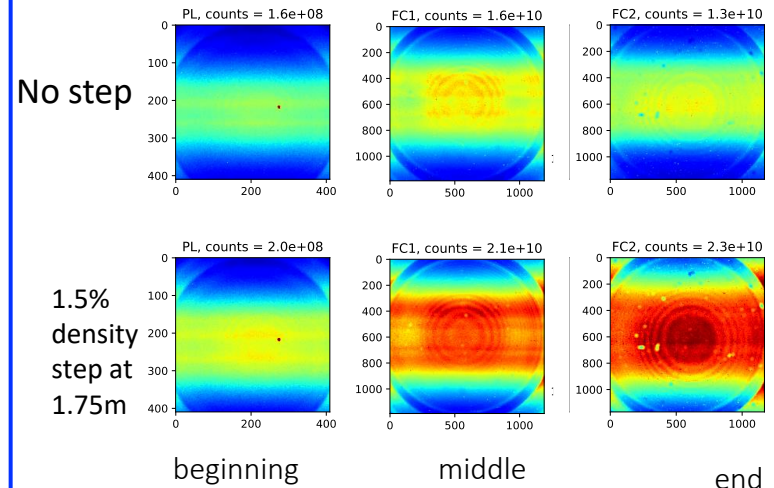 PL, counts = 1.6e+08
FC1, counts = 1.6e+10
FC2, counts = 1.3e+10
No step
0
100
200
300
400
0 200 400
0
200
400
600
800
1000
0 500 1000
0
200
400
600
800
1000
0 500 1000
:
PL, counts = 2.0e+08
FC1, counts = 2.1e+10
FC2, counts = 2.3e+10
1.5%
density
step at
1.75m
0
100
200
300
400
0 200 400
0
200
400
600
800
1000
0 500 1000
0
200
400
600
800
1000
0 500 1000
:
beginning
middle
end